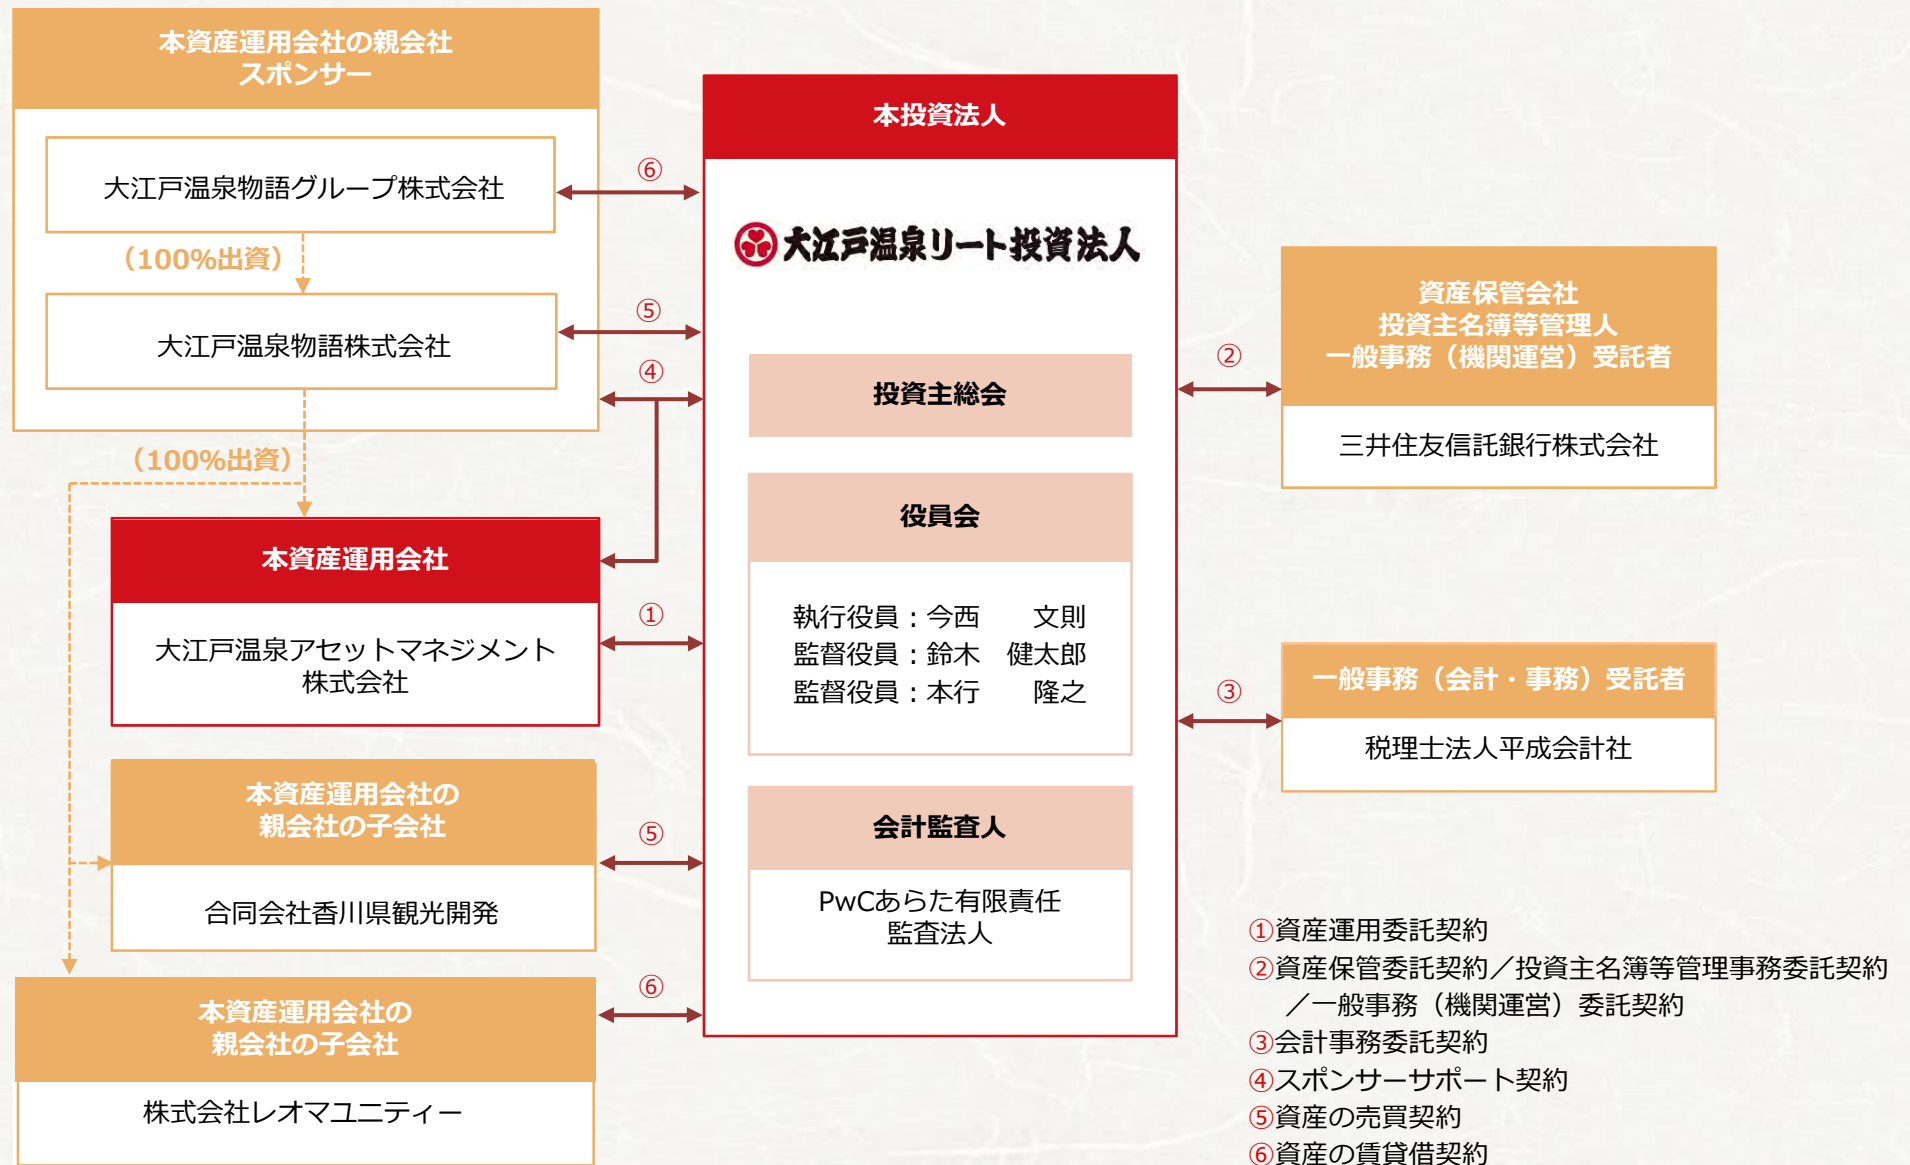 本資産運用会社の親会社
スポンサー
大江戸温泉物語グループ株式会社
（100%出資）
大江戸温泉物語株式会社
（100%出資）
本資産運用会社
大江戸温泉アセットマネジメント
株式会社
本資産運用会社の
親会社の子会社
合同会社香川県観光開発
本資産運用会社の
親会社の子会社
株式会社レオマユニティー
⑥
⑤
④
①
⑤
⑥
本投資法人
大江戸温泉リート投資法人
投資主総会
役員会
執行役員：今西　　文則
監督役員：鈴木　健太郎
監督役員：本行　　隆之
会計監査人
PwCあらた有限責任
監査法人
②
③
資産保管会社
投資主名簿等管理人
一般事務（機関運営）受託者
三井住友信託銀行株式会社
一般事務（会計・事務）受託者
税理士法人平成会計社
①資産運用委託契約
②資産保管委託契約／投資主名簿等管理事務委託契約
／一般事務（機関運営）委託契約
③会計事務委託契約
④スポンサーサポート契約
⑤資産の売買契約
⑥資産の賃貸借契約